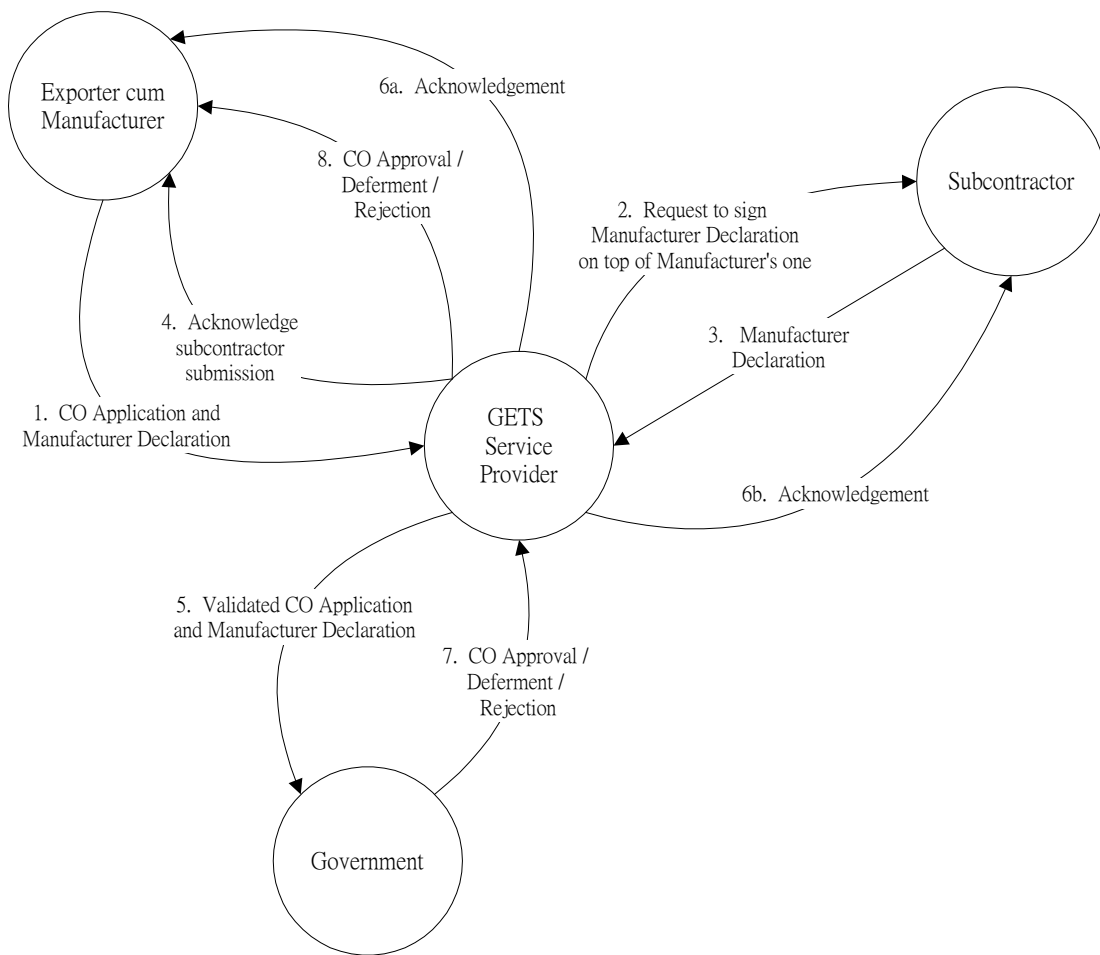 6a.  Acknowledgement
Exporter cum
Manufacturer
8.  CO Approval /
Deferment /
Rejection
Subcontractor
2.  Request to sign
Manufacturer Declaration
on top of Manufacturer's one
4.  Acknowledge
subcontractor
submission
3.   Manufacturer
Declaration
1.  CO Application and
Manufacturer Declaration
GETS
Service
Provider
6b.  Acknowledgement
5.  Validated CO Application
and Manufacturer Declaration
7.  CO Approval /
Deferment /
Rejection
Government